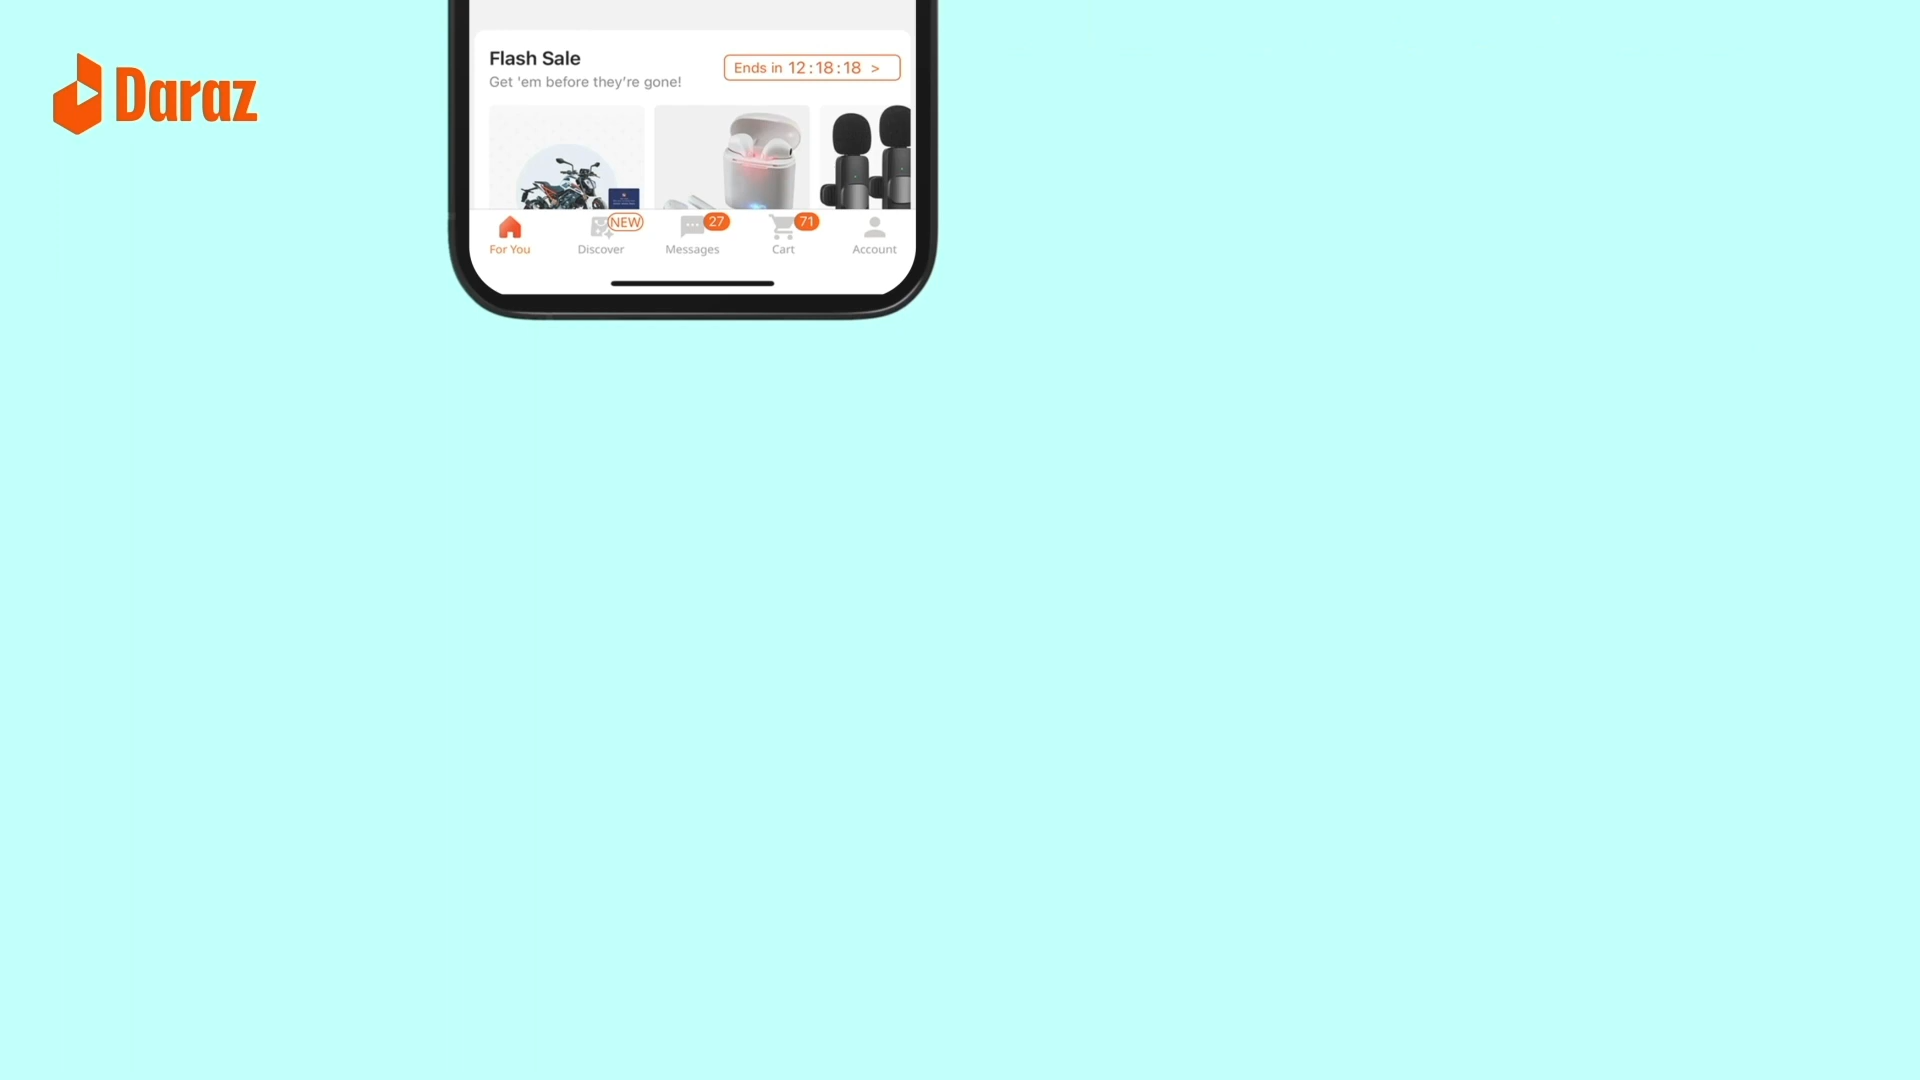 Daraz
Flash Sale
Get 'em before they're gone!
Ends in 12:18:18 >
NEW
27
71
For You
Discover
Messages
Cart
Account